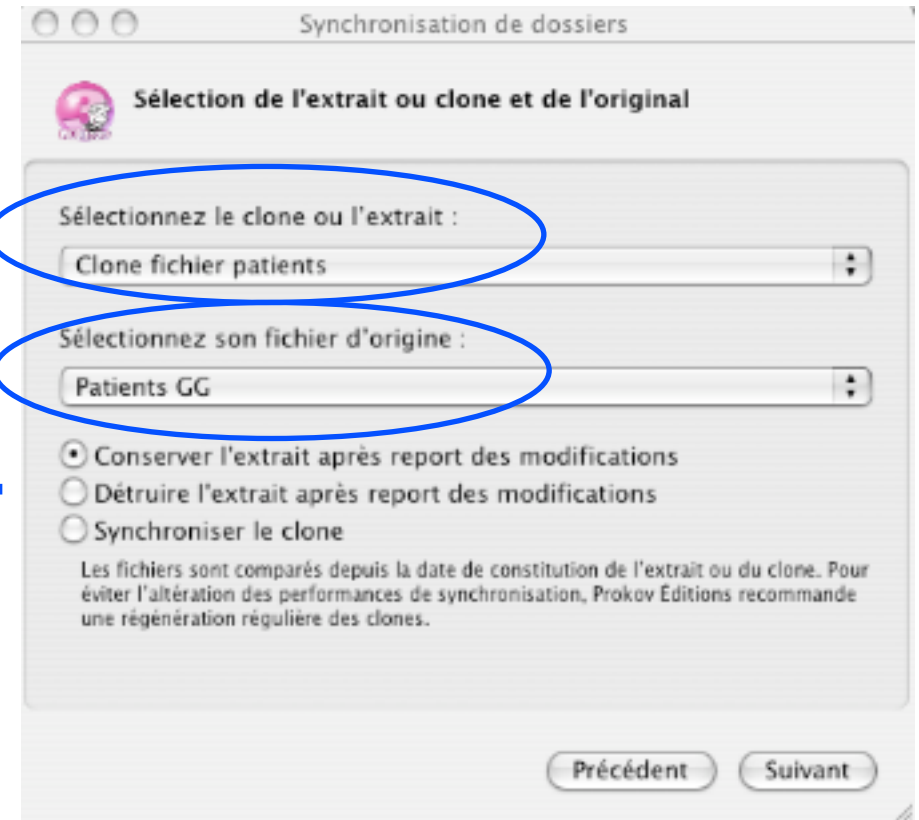 Synchronisation de dossiers
Sélection de l'extrait ou clone et de l'original
Sélectionnez le clone ou l'extrait :
Clone fichier patients
Sélectionnez son fichier d'origine :
Patients GG
Conserver l'extrait après report des modifications
Détruire l'extrait après report des modifications
Synchroniser le clone
Les fichiers sont comparés depuis la date de constitution de l'extrait ou du clone. Pour
éviter l'altération des performances de synchronisation, Prokov Éditions recommande
une régénération régulière des clones.
Précédent
Suivant